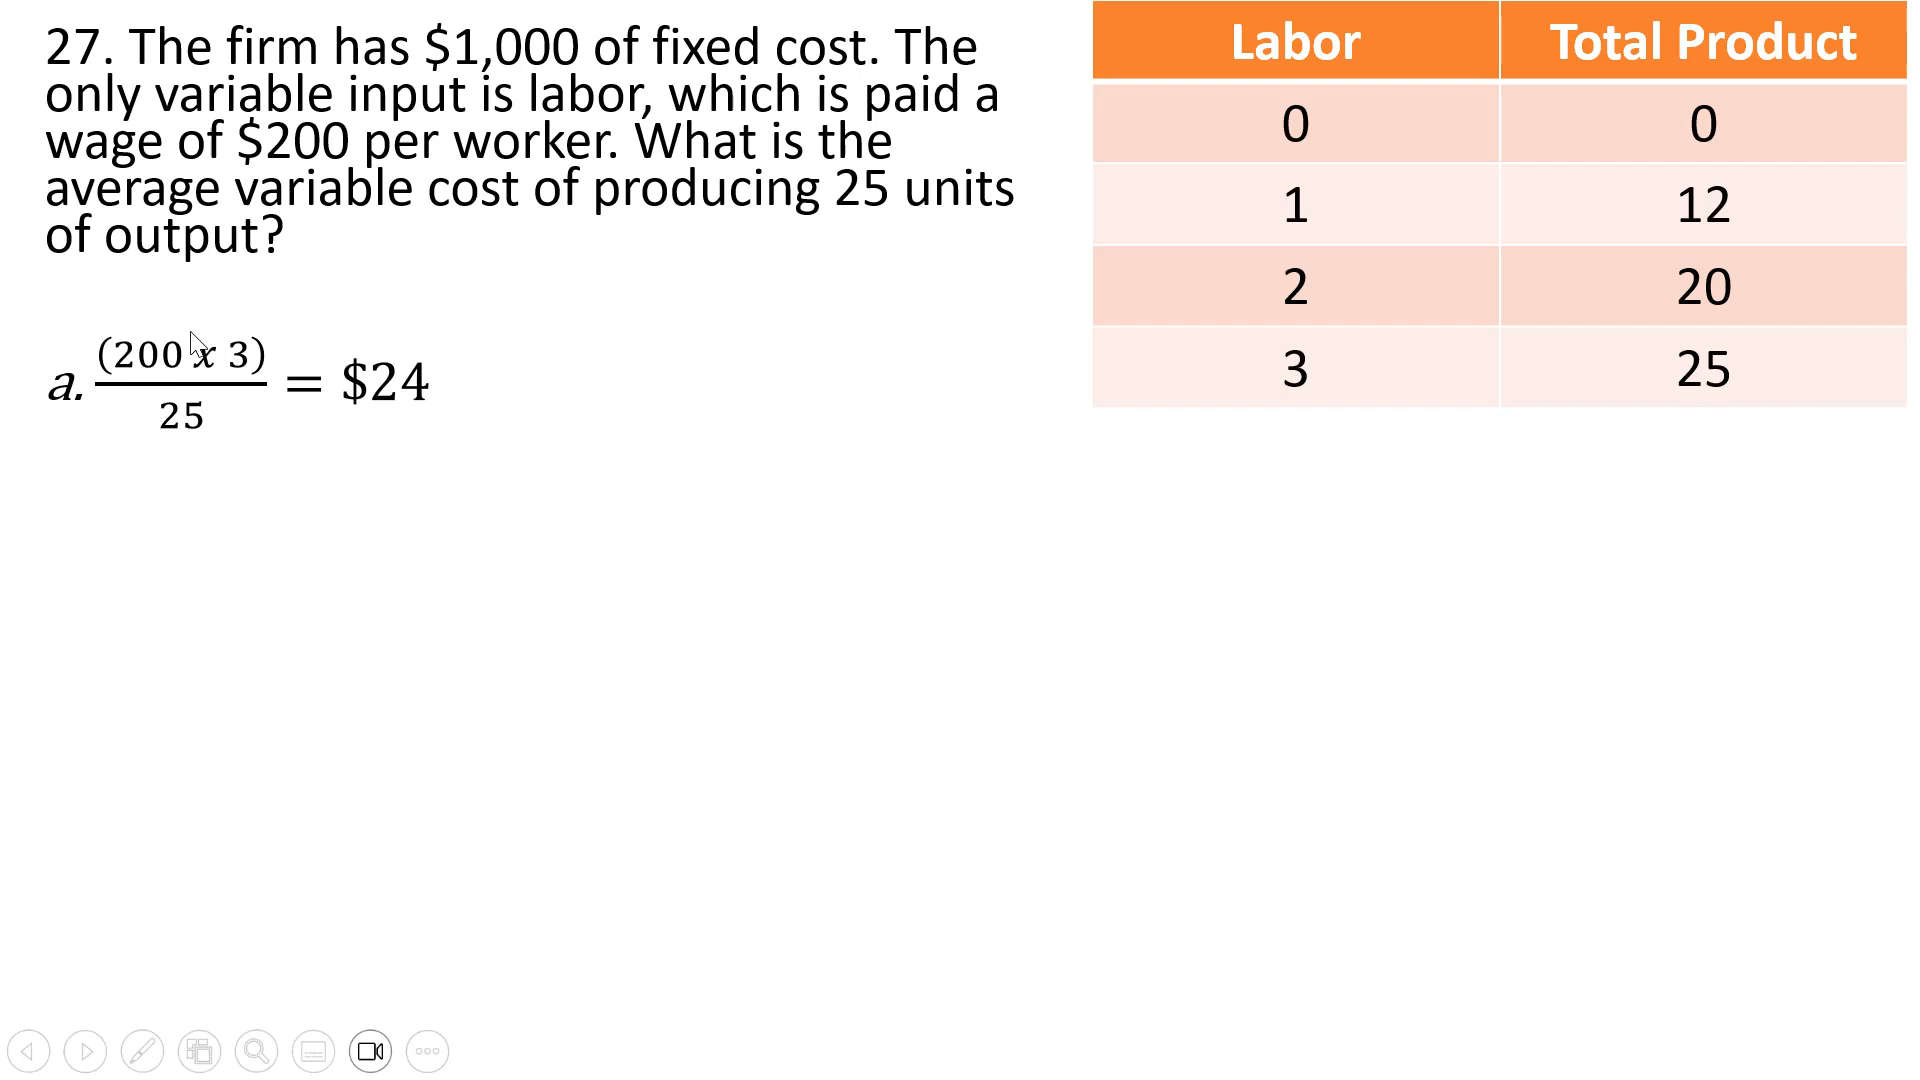 27. The firm has $1,000 of fixed cost. The
only variable input is labor, which is paid a
wage of $200 per worker. What is the
average variable cost of producing 25 units
of output?
a. (200 x 3)
25
= $24
Labor Total Product
0 0
1 12
2 20
3 25